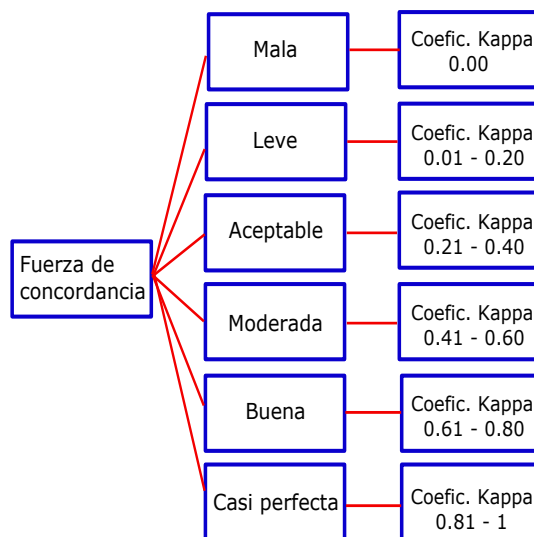 Fuerza de
concordancia
Mala
Coefic. Kappa
0.00
Leve
Coefic. Kappa
0.01 - 0.20
Aceptable
Coefic. Kappa
0.21 - 0.40
Moderada
Coefic. Kappa
0.41 - 0.60
Buena
Coefic. Kappa
0.61 - 0.80
Casi perfecta
Coefic. Kappa
0.81 - 1